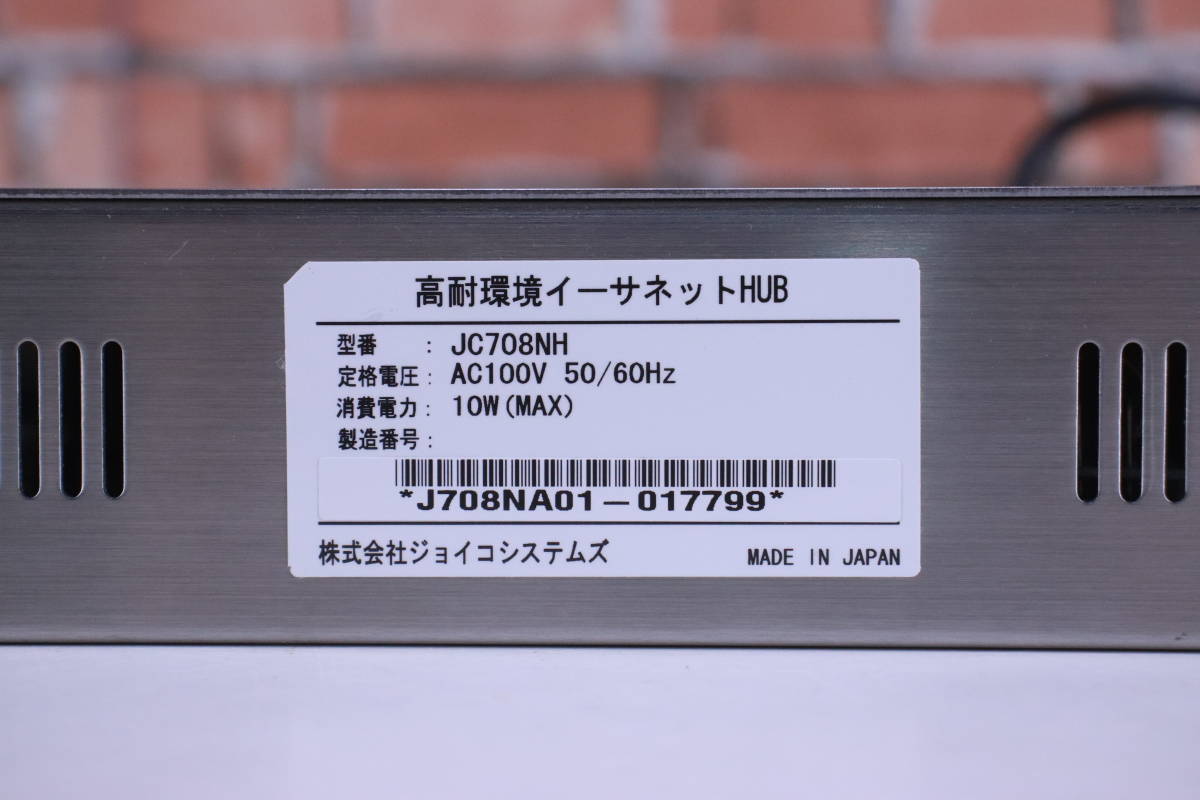 高耐環境イーサネットHUB
型番 : JC708NH
定格電圧 : AC100V 50/60Hz
消費電力 : 10W(MAX)
製造番号 :
*J708NA01-017799*
株式会社ジョイコシステムズ MADE IN JAPAN